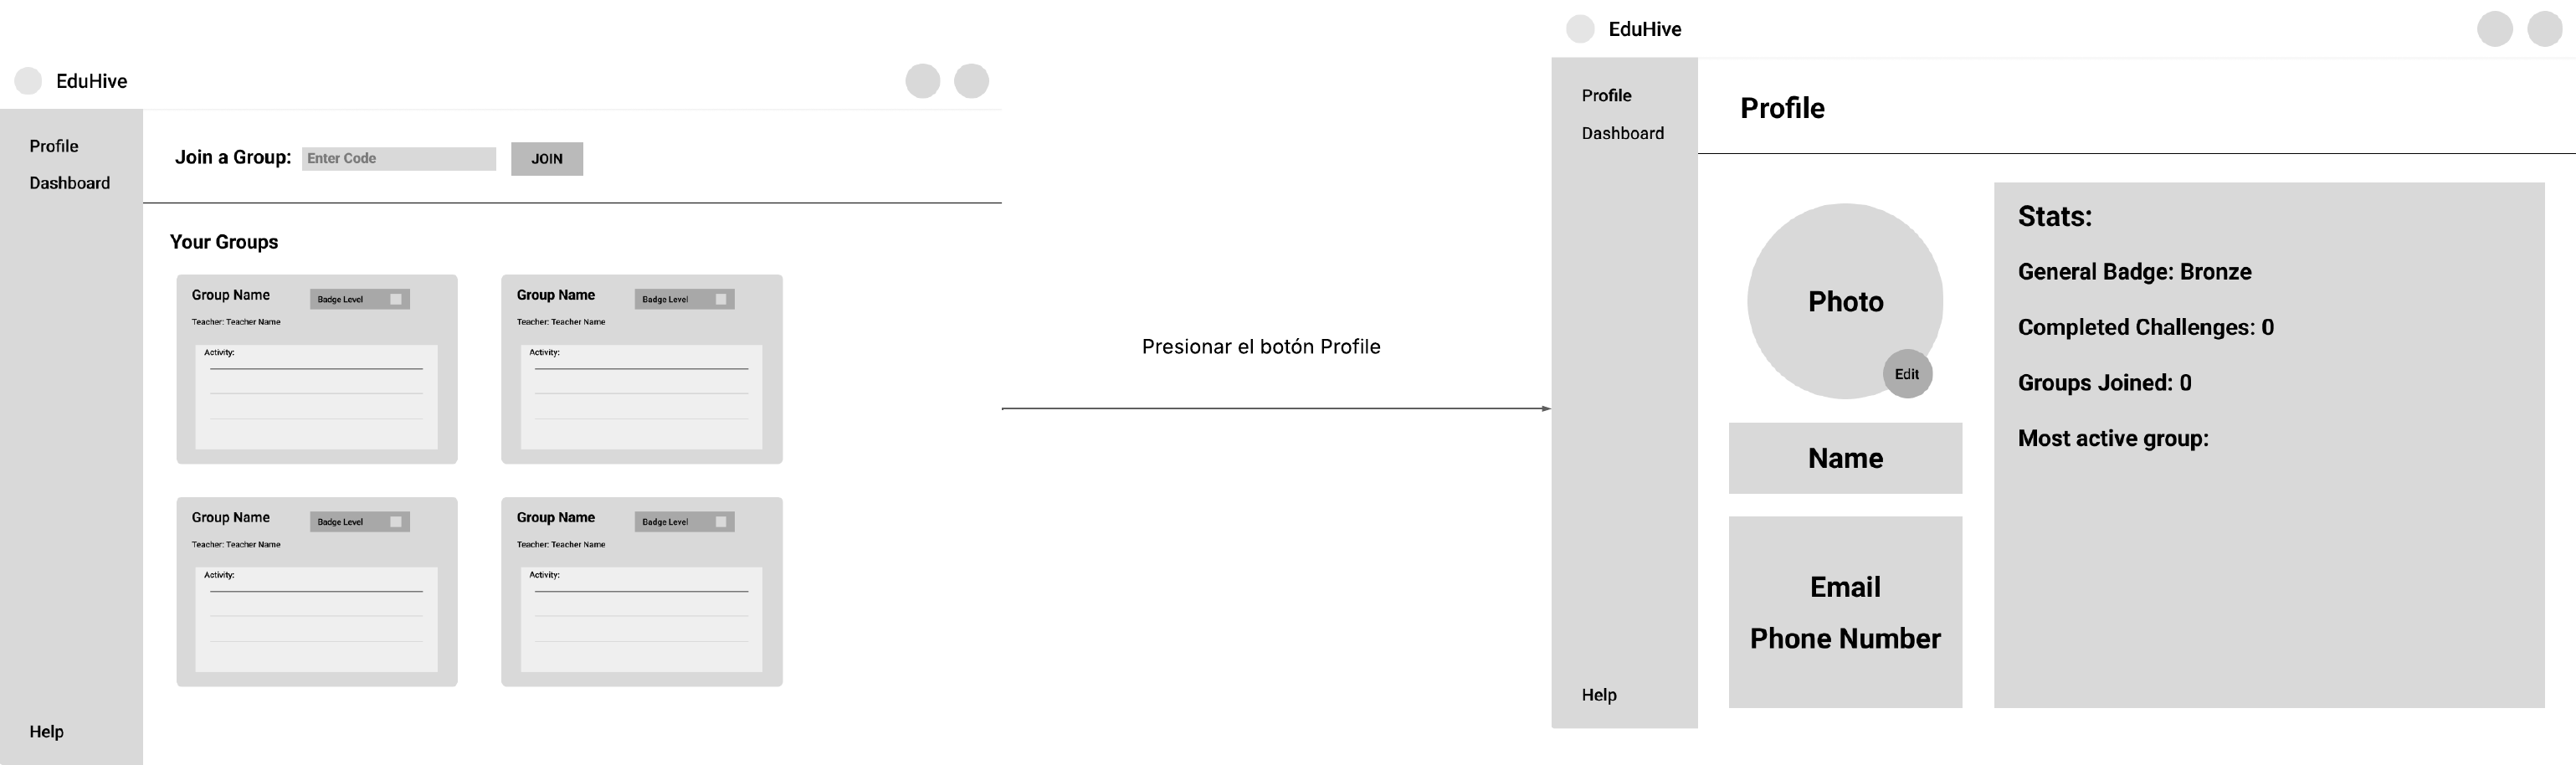 EduHive
Profile
Dashboard
Help
Join a Group: Enter Code JOIN
Your Groups
Group Name Badge Level
Teacher: Teacher Name
Activity:
Group Name Badge Level
Teacher: Teacher Name
Activity:
Group Name Badge Level
Teacher: Teacher Name
Activity:
Group Name Badge Level
Teacher: Teacher Name
Activity:
Presionar el botón Profile
EduHive
Profile
Dashboard
Help
Profile
Photo
Edit
Name
Email
Phone Number
Stats:
General Badge: Bronze
Completed Challenges: 0
Groups Joined: 0
Most active group: